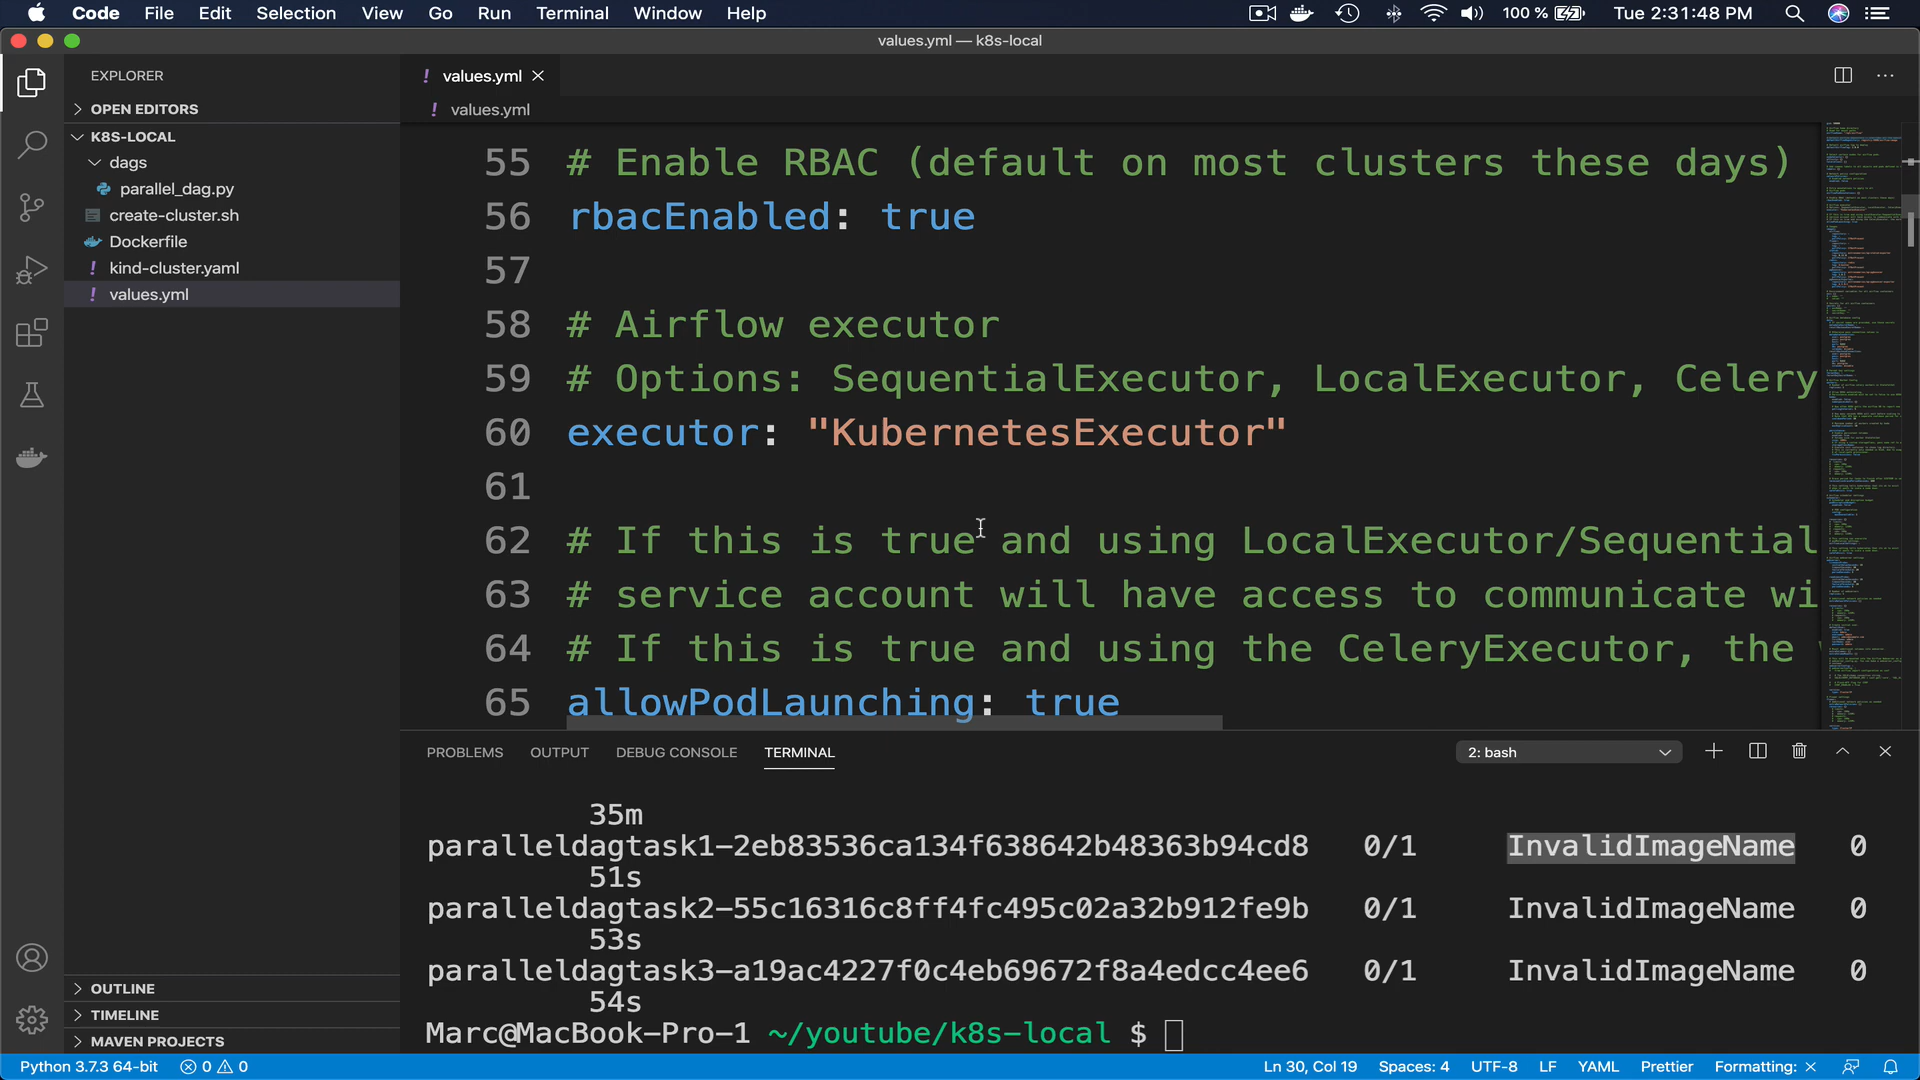 Code File Edit Selection View Go Run Terminal Window Help 100 % Tue 2:31:48 PM
values.yml — k8s-local
EXPLORER
OPEN EDITORS
K8S-LOCAL
dags
parallel_dag.py
create-cluster.sh
Dockerfile
! kind-cluster.yaml
! values.yml
OUTLINE
TIMELINE
MAVEN PROJECTS
! values.yml
! values.yml
55 # Enable RBAC (default on most clusters these days)
56 rbacEnabled: true
57
58 # Airflow executor
59 # Options: SequentialExecutor, LocalExecutor, Celery
60 executor: "KubernetesExecutor"
61
62 # If this is true and using LocalExecutor/Sequential
63 # service account will have access to communicate wi
64 # If this is true and using the CeleryExecutor, the
65 allowPodLaunching: true
PROBLEMS OUTPUT DEBUG CONSOLE TERMINAL 2: bash
35m
paralleldagtask1-2eb83536ca134f638642b48363b94cd8 0/1 InvalidImageName 0
51s
paralleldagtask2-55c16316c8ff4fc495c02a32b912fe9b 0/1 InvalidImageName 0
53s
paralleldagtask3-a19ac4227f0c4eb69672f8a4edcc4ee6 0/1 InvalidImageName 0
54s
Marc@MacBook-Pro-1 ~/youtube/k8s-local $
Python 3.7.3 64-bit 0 0 Ln 30, Col 19 Spaces: 4 UTF-8 LF YAML Prettier Formatting: ×